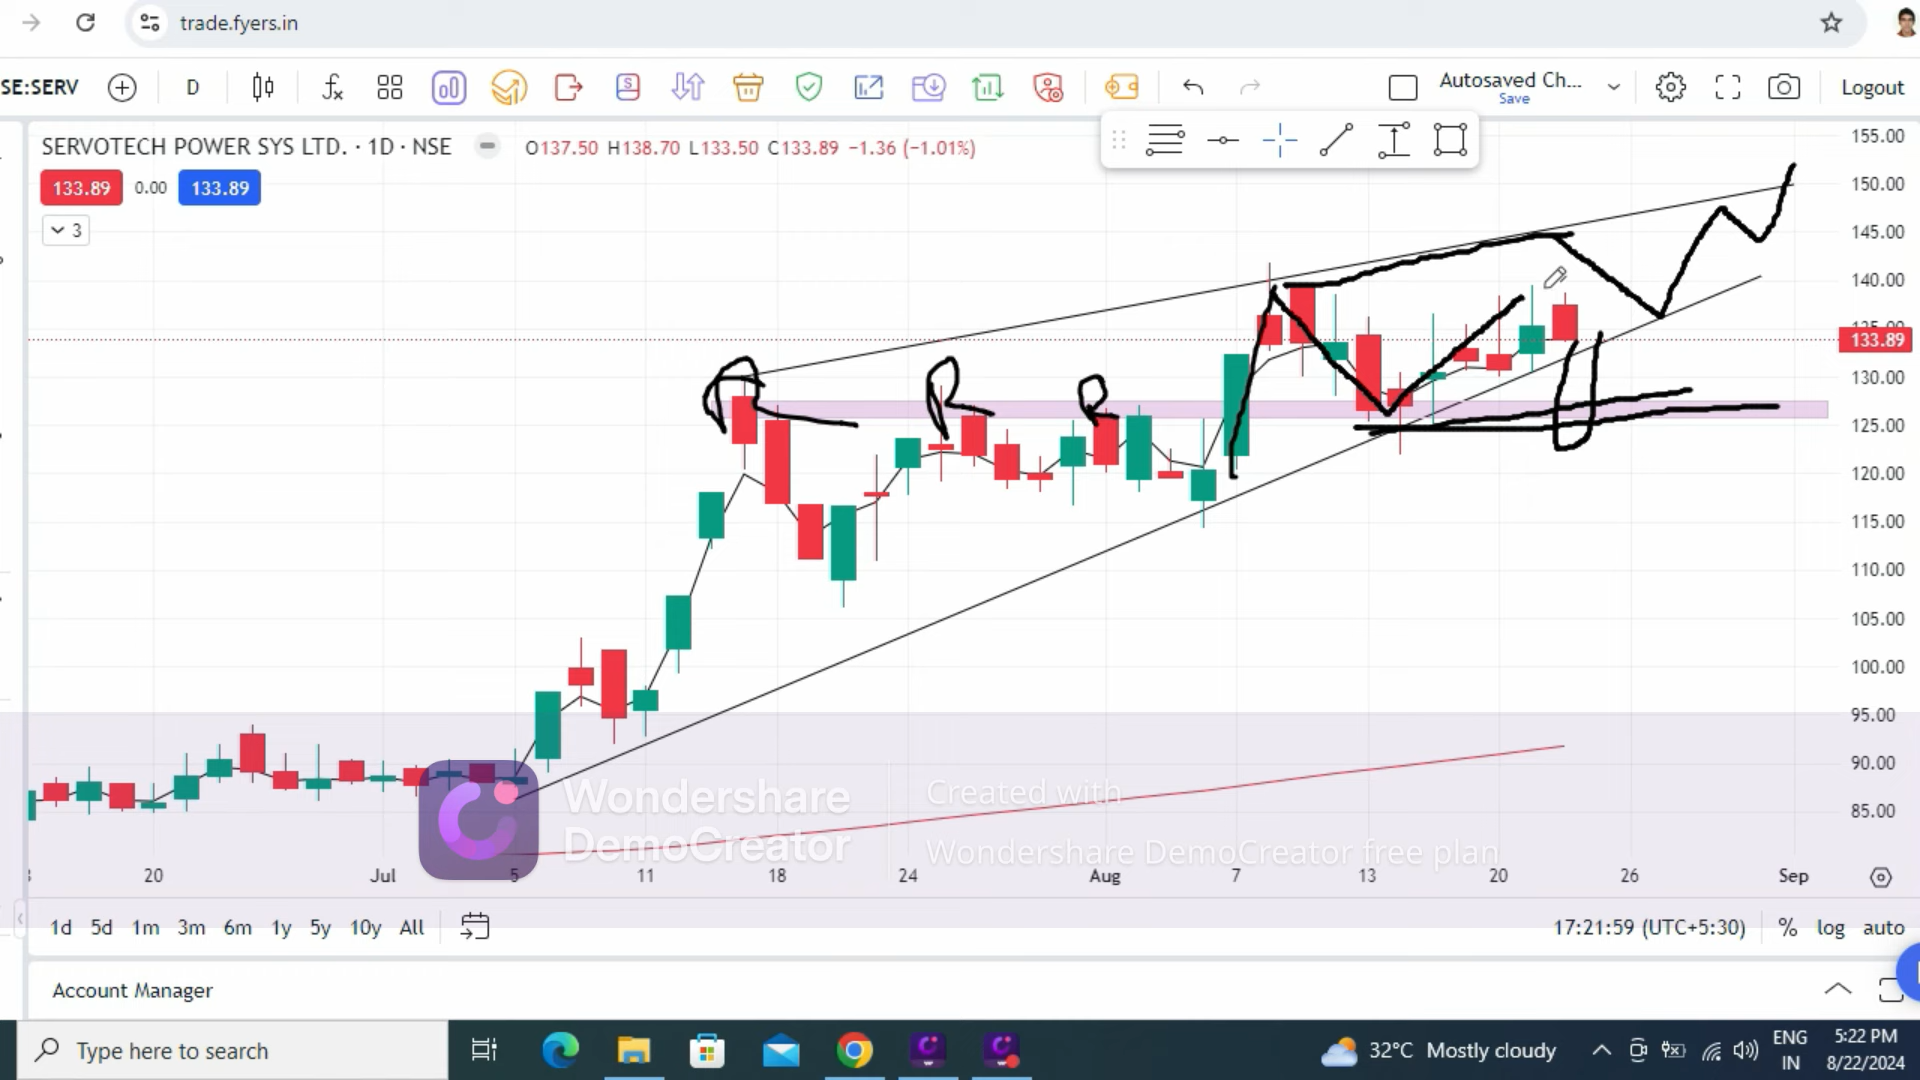 trade.fyers.in
SE:SERV
D
Autosaved Ch...
Save
Logout
SERVOTECH POWER SYS LTD. · 1D · NSE
O137.50 H138.70 L133.50 C133.89 −1.36 (−1.01%)
133.89 0.00 133.89
3
155.00
150.00
145.00
140.00
135.00
133.89
130.00
125.00
120.00
115.00
110.00
105.00
100.00
95.00
90.00
85.00
R R R
Wondershare
DemoCreator
Created with
Wondershare DemoCreator free plan
20 Jul 5 11 18 24 Aug 7 13 20 26 Sep
1d 5d 1m 3m 6m 1y 5y 10y All
17:21:59 (UTC+5:30) % log auto
Account Manager
Type here to search
32°C Mostly cloudy
ENG
IN
5:22 PM
8/22/2024